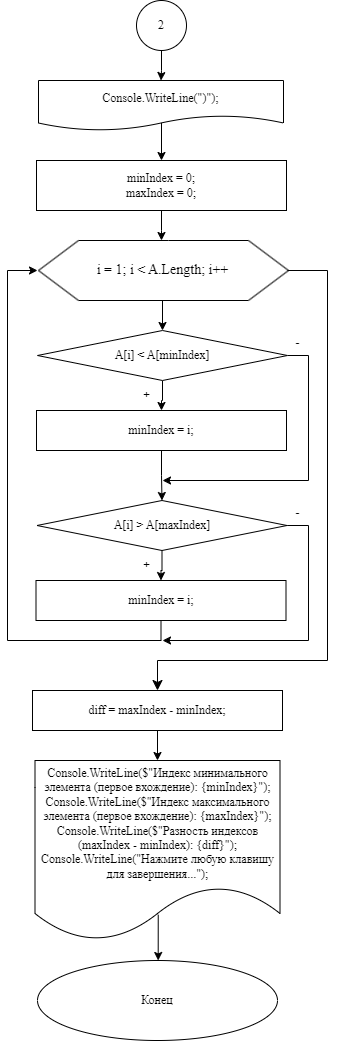 2
Console.WriteLine(")");
minIndex = 0;
maxIndex = 0;
i = 1; i < A.Length; i++
A[i] < A[minIndex]
-
+
minIndex = i;
A[i] > A[maxIndex]
-
+
minIndex = i;
diff = maxIndex - minIndex;
Console.WriteLine($"Индекс минимального
элемента (первое вхождение): {minIndex}");
Console.WriteLine($"Индекс максимального
элемента (первое вхождение): {maxIndex}");
Console.WriteLine($"Разность индексов
(maxIndex - minIndex): {diff}");
Console.WriteLine("Нажмите любую клавишу
для завершения...");
Конец